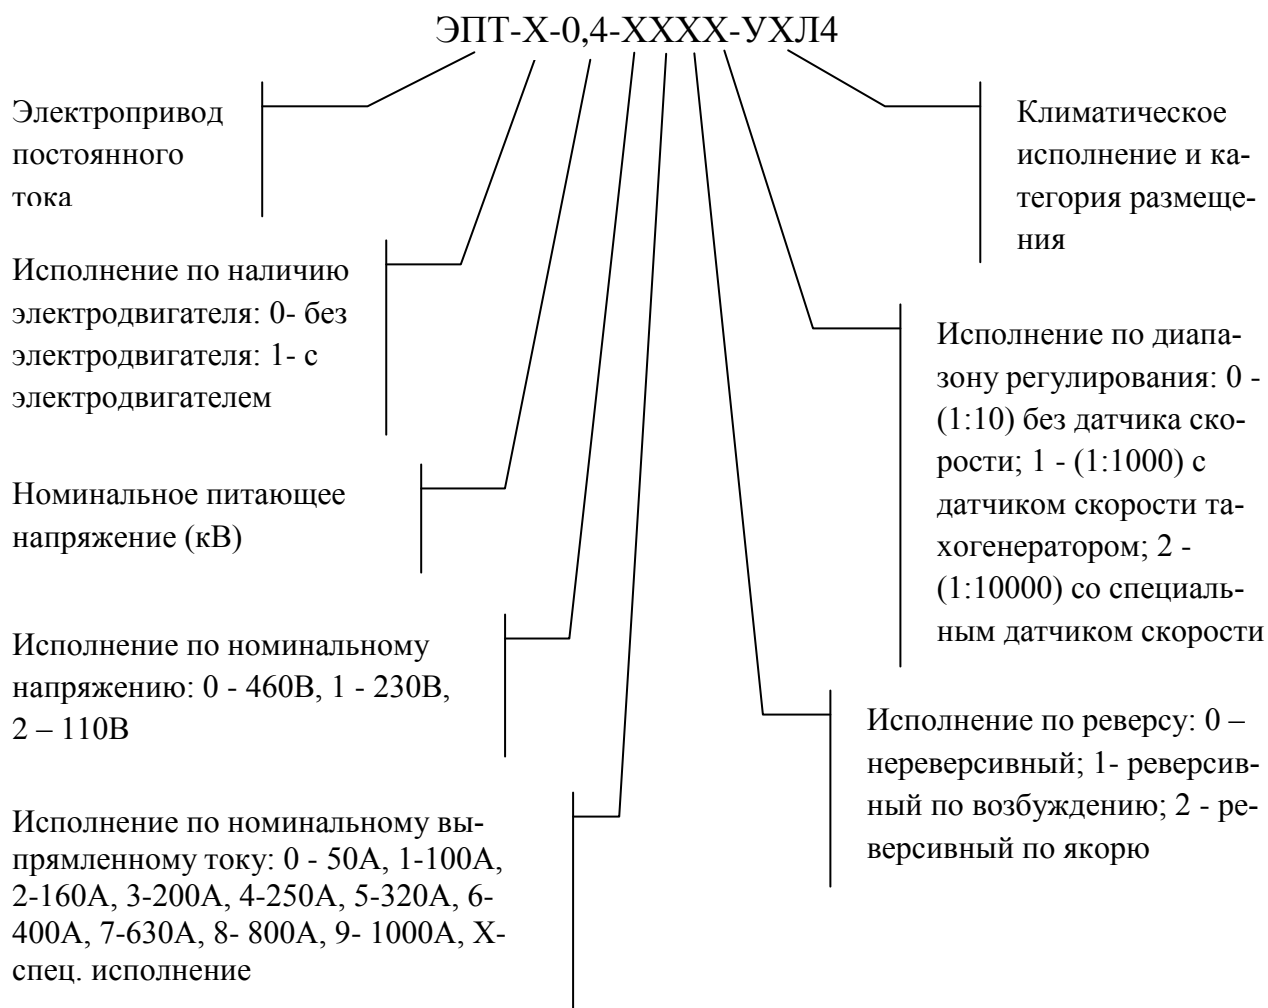 ЭПТ-Х-0,4-ХХХХ-УХЛ4
Электропривод
постоянного
тока
Исполнение по наличию
электродвигателя: 0- без
электродвигателя: 1- с
электродвигателем
Номинальное питающее
напряжение (кВ)
Исполнение по номинальному
напряжению: 0 - 460В, 1 - 230В,
2 – 110В
Исполнение по номинальному вы-
прямленному току: 0 - 50А, 1-100А,
2-160А, 3-200А, 4-250А, 5-320А, 6-
400А, 7-630А, 8- 800А, 9- 1000А, Х-
спец. исполнение
Климатическое
исполнение и ка-
тегория размеще-
ния
Исполнение по диапа-
зону регулирования: 0 -
(1:10) без датчика ско-
рости; 1 - (1:1000) с
датчиком скорости та-
хогенератором; 2 -
(1:10000) со специаль-
ным датчиком скорости
Исполнение по реверсу: 0 –
нереверсивный; 1- реверсив-
ный по возбуждению; 2 - ре-
версивный по якорю